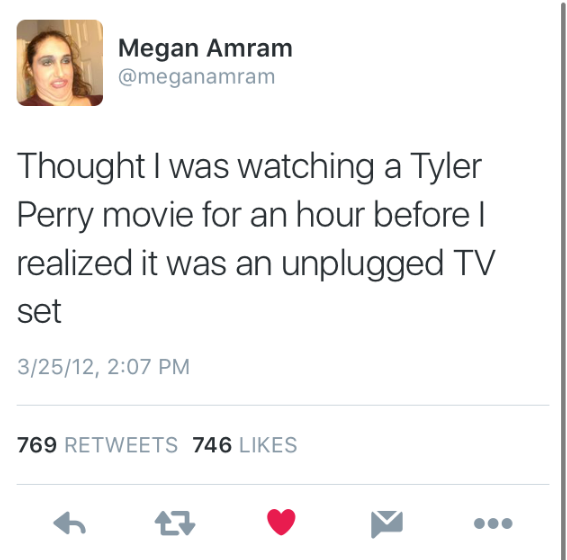 Megan Amram
@meganamram
Thought I was watching a Tyler
Perry movie for an hour before I
realized it was an unplugged TV
set
3/25/12, 2:07 PM
769 RETWEETS 746 LIKES